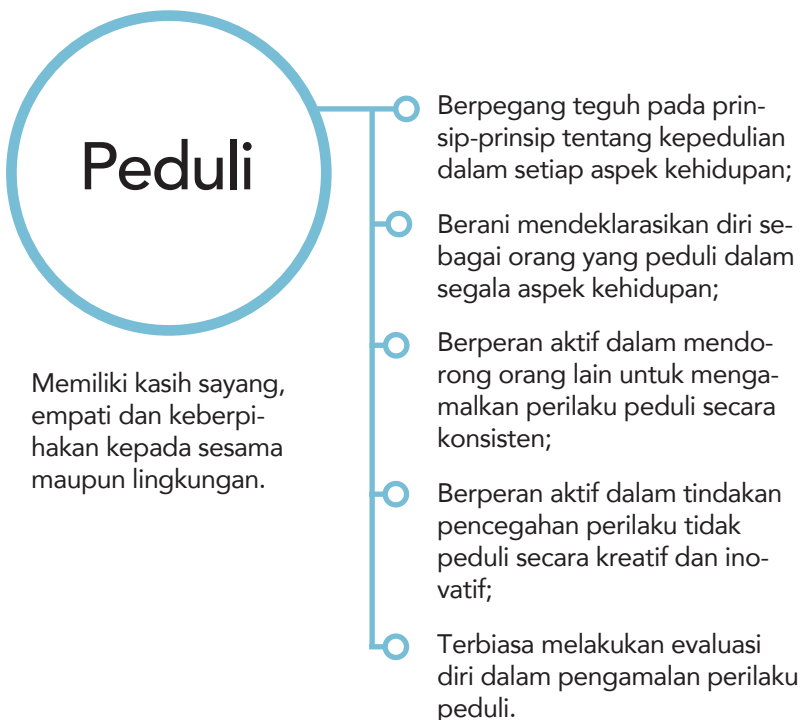 Peduli
Memiliki kasih sayang,
empati dan keberpi-
hakan kepada sesama
maupun lingkungan.
Berpegang teguh pada prin-
sip-prinsip tentang kepedulian
dalam setiap aspek kehidupan;
Berani mendeklarasikan diri se-
bagai orang yang peduli dalam
segala aspek kehidupan;
Berperan aktif dalam mendo-
rong orang lain untuk menga-
malkan perilaku peduli secara
konsisten;
Berperan aktif dalam tindakan
pencegahan perilaku tidak
peduli secara kreatif dan ino-
vatif;
Terbiasa melakukan evaluasi
diri dalam pengamalan perilaku
peduli.